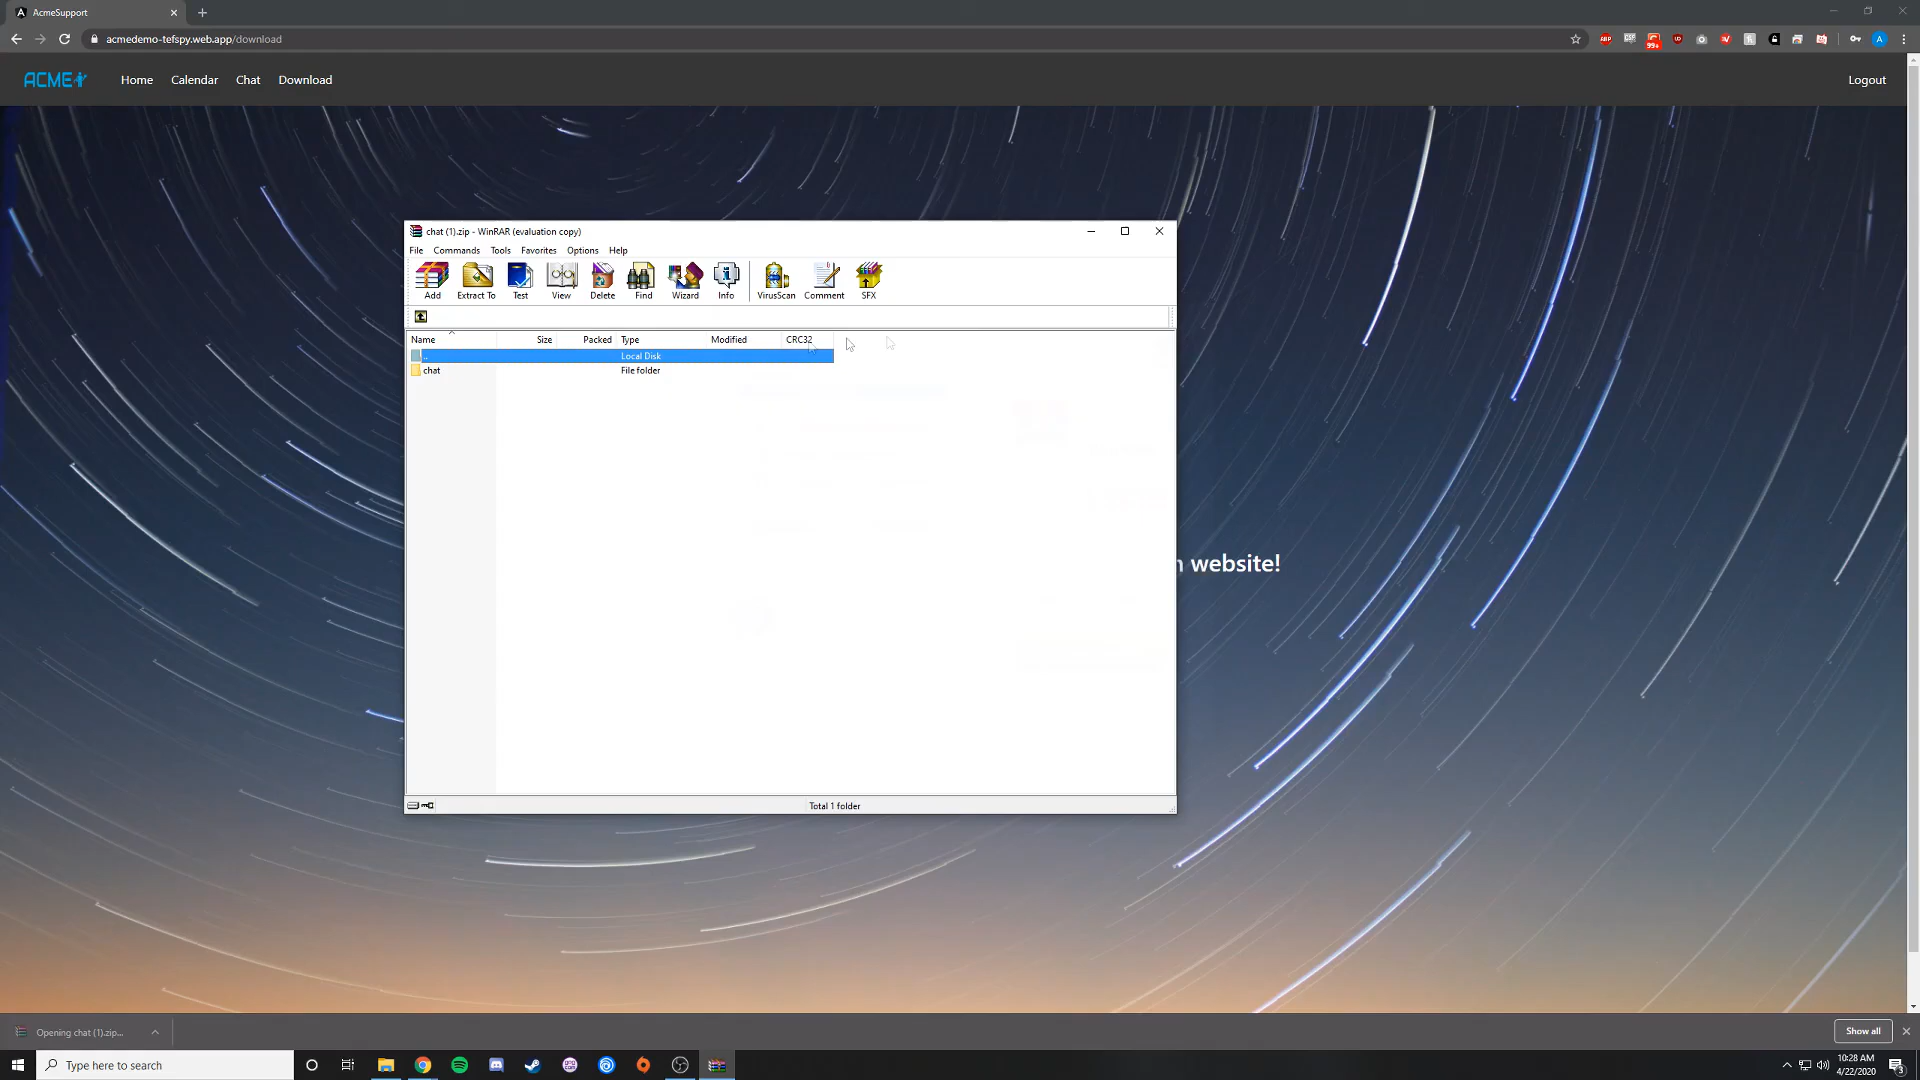 AcmeSupport
acmedemo-tefspy.web.app/download
99+
ACME
Home Calendar Chat Download
Logout
chat (1).zip - WinRAR (evaluation copy)
File Commands Tools Favorites Options Help
Add Extract To Test View Delete Find Wizard Info VirusScan Comment SFX
Name Size Packed Type Modified CRC32
.. Local Disk
chat File folder
website!
Total 1 folder
Opening chat (1).zip...
Show all
Type here to search
10:28 AM
4/22/2020
3